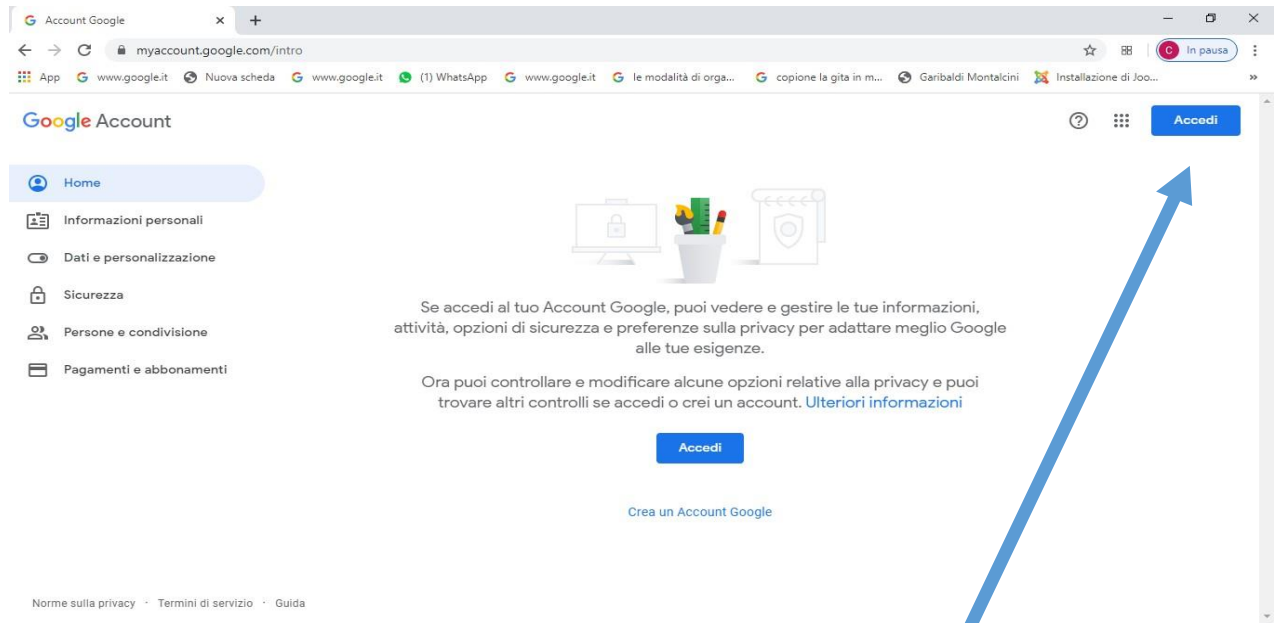 Account Google
myaccount.google.com/intro
C In pausa
App www.google.it Nuova scheda www.google.it (1) WhatsApp www.google.it le modalità di orga... copione la gita in m... Garibaldi Montalcini Installazione di Joo... »
Google Account
Accedi
Home
Informazioni personali
Dati e personalizzazione
Sicurezza
Persone e condivisione
Pagamenti e abbonamenti
Se accedi al tuo Account Google, puoi vedere e gestire le tue informazioni,
attività, opzioni di sicurezza e preferenze sulla privacy per adattare meglio Google
alle tue esigenze.
Ora puoi controllare e modificare alcune opzioni relative alla privacy e puoi
trovare altri controlli se accedi o crei un account. Ulteriori informazioni
Accedi
Crea un Account Google
Norme sulla privacy · Termini di servizio · Guida